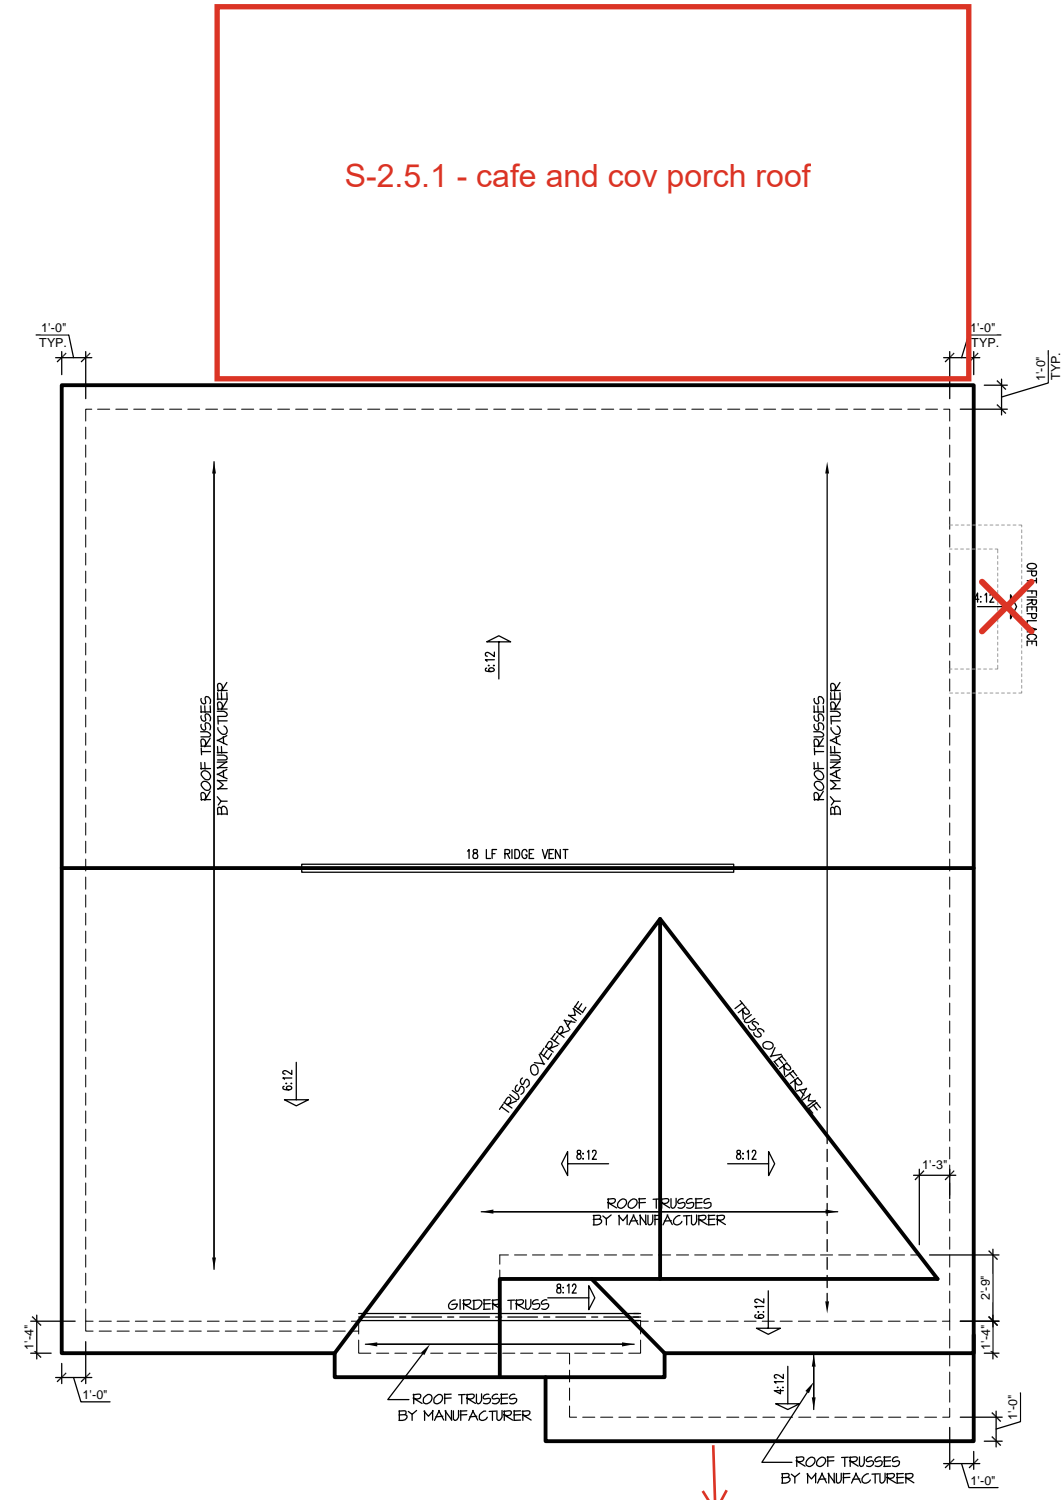 S-2.5.1 - cafe and cov porch roof
1'-0"
TYP.
1'-0"
TYP.
1'-0"
TYP.
4:12
OPT. FIREPLACE
6:12
ROOF TRUSSES
BY MANUFACTURER
ROOF TRUSSES
BY MANUFACTURER
18 LF RIDGE VENT
TRUSS OVERFRAME
TRUSS OVERFRAME
6:12
8:12
8:12
1'-3"
ROOF TRUSSES
BY MANUFACTURER
8:12
GIRDER TRUSS
6:12
2'-9"
1'-4"
1'-4"
4:12
1'-0"
ROOF TRUSSES
BY MANUFACTURER
1'-0"
ROOF TRUSSES
BY MANUFACTURER
1'-0"